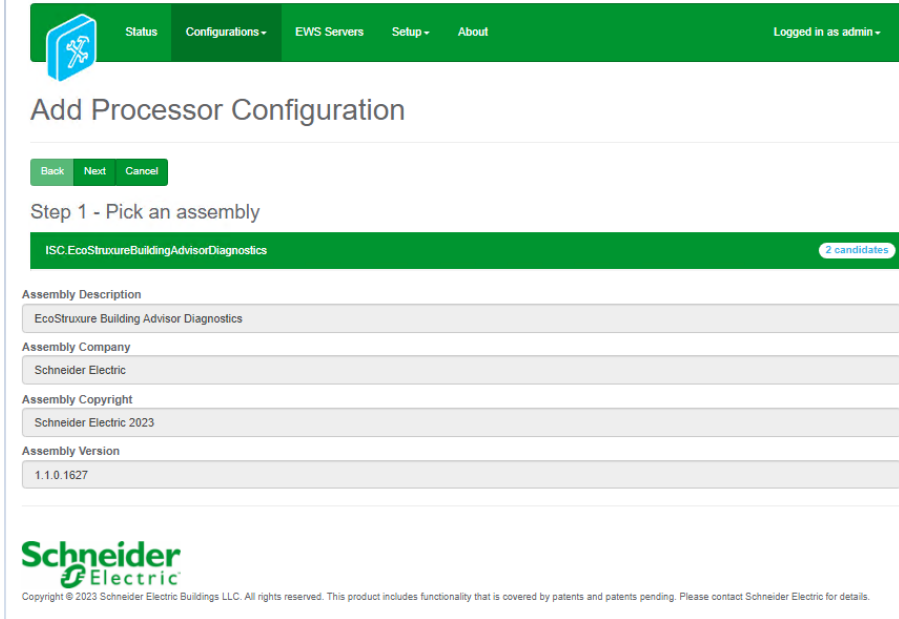 Status Configurations EWS Servers Setup About Logged in as admin
Add Processor Configuration
Back Next Cancel
Step 1 - Pick an assembly
ISC.EcoStruxureBuildingAdvisorDiagnostics 2 candidates
Assembly Description
EcoStruxure Building Advisor Diagnostics
Assembly Company
Schneider Electric
Assembly Copyright
Schneider Electric 2023
Assembly Version
1.1.0.1627
Schneider
Electric
Copyright © 2023 Schneider Electric Buildings LLC. All rights reserved. This product includes functionality that is covered by patents and patents pending. Please contact Schneider Electric for details.